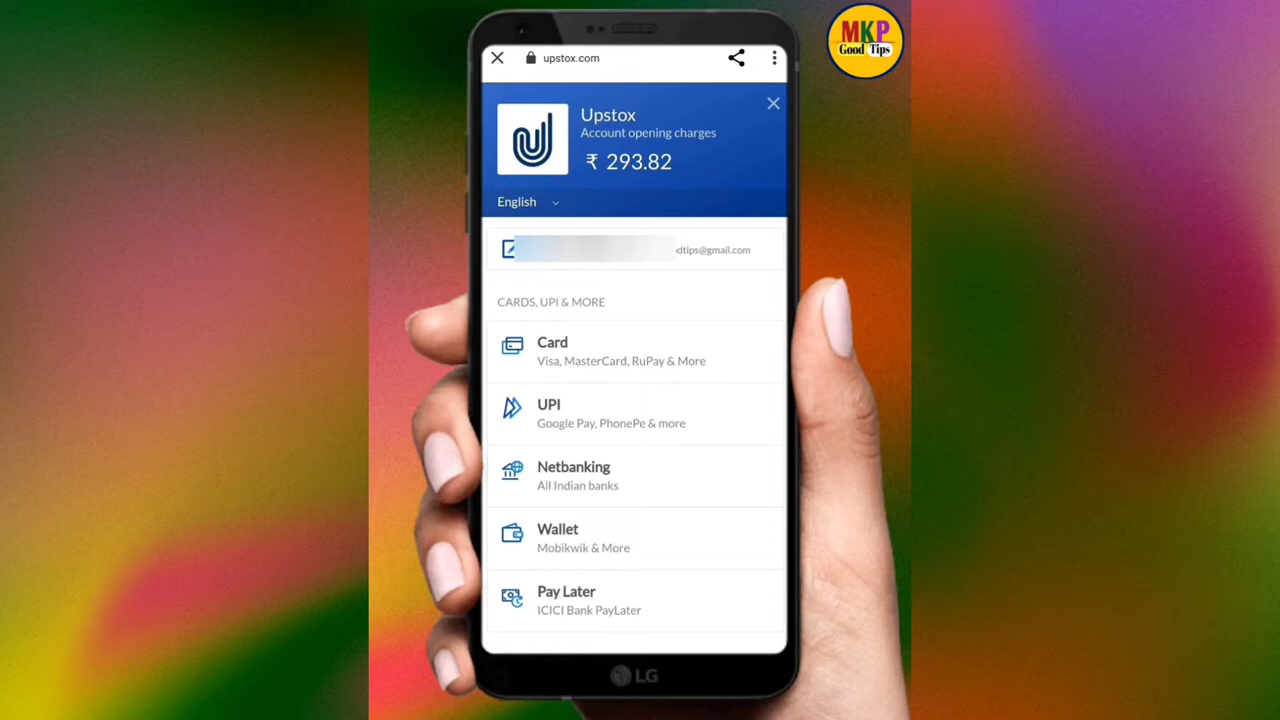 MKP
Good Tips
upstox.com
Upstox
Account opening charges
₹ 293.82
English
dtips@gmail.com
CARDS, UPI & MORE
Card
Visa, MasterCard, RuPay & More
UPI
Google Pay, PhonePe & more
Netbanking
All Indian banks
Wallet
Mobikwik & More
Pay Later
ICICI Bank PayLater
LG